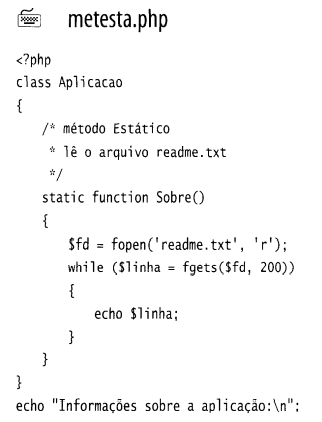 metesta.php
<?php
class Aplicacao
{
    /* método Estático
     * lê o arquivo readme.txt
     */
    static function Sobre()
    {
        $fd = fopen('readme.txt', 'r');
        while ($linha = fgets($fd, 200))
        {
            echo $linha;
        }
    }
}
echo "Informações sobre a aplicação:\n";